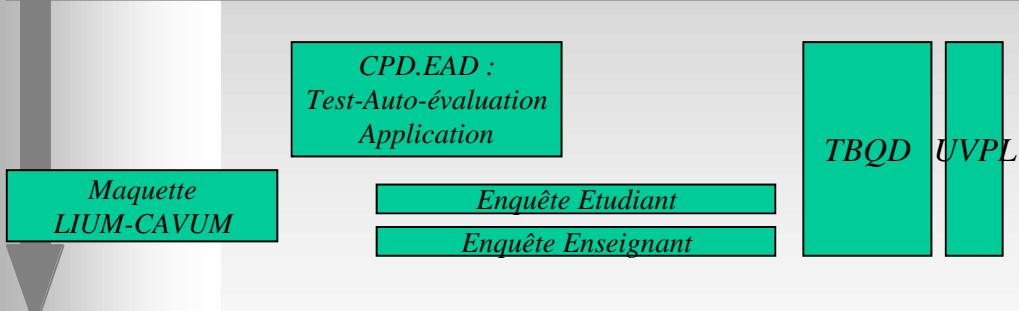 CPD.EAD :
Test-Auto-évaluation
Application
TBQD
UVPL
Maquette
LIUM-CAVUM
Enquête Etudiant
Enquête Enseignant